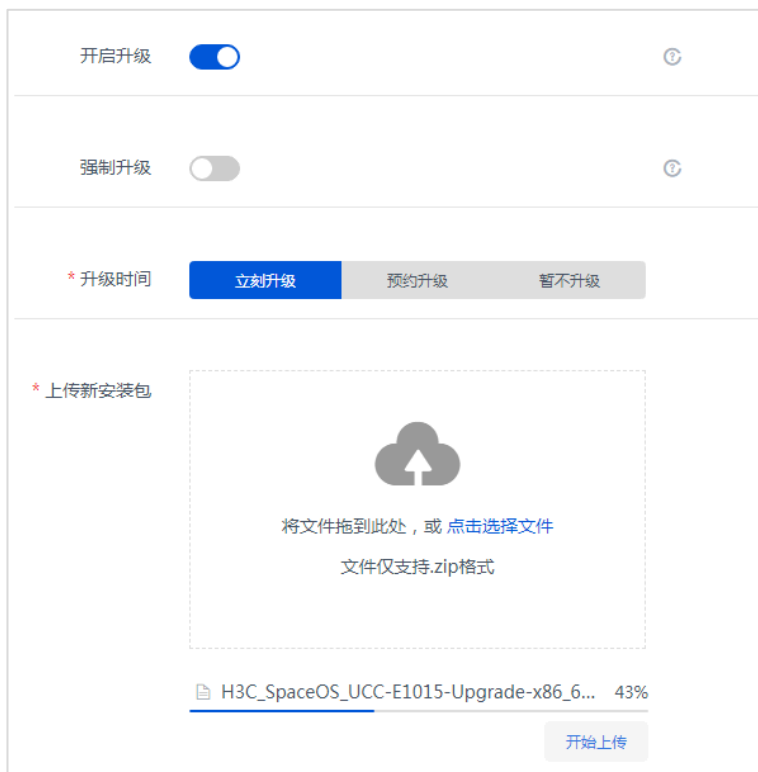 开启升级
强制升级
* 升级时间 立刻升级 预约升级 暂不升级
* 上传新安装包
将文件拖到此处，或 点击选择文件
文件仅支持.zip格式
H3C_SpaceOS_UCC-E1015-Upgrade-x86_6... 43%
开始上传